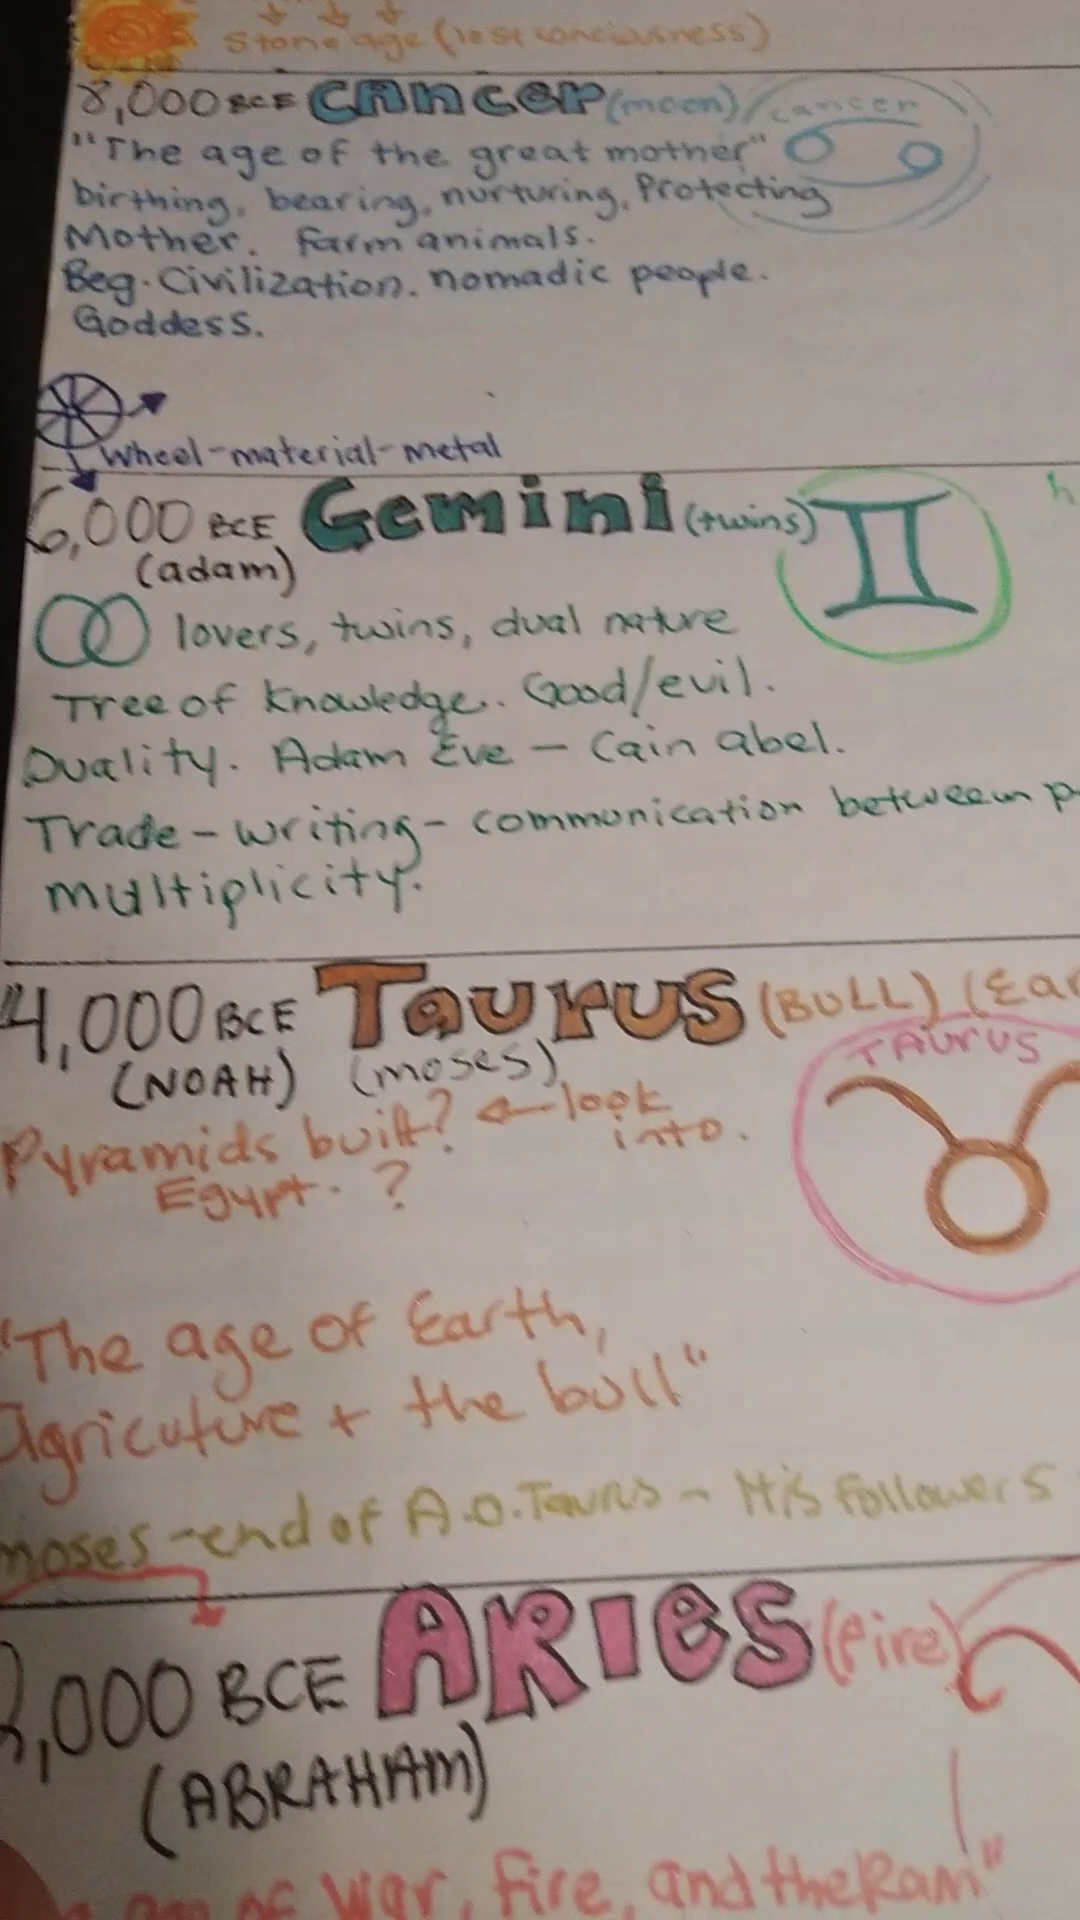 Stone age (lost conciousness)
8,000 BCE Cancer (moon) cancer
"The age of the great mother"
birthing, bearing, nurturing, Protecting
Mother. Farm animals.
Beg. Civilization. nomadic people.
Goddess.
Wheel-material-metal
6,000 BCE Gemini (twins)
(adam)
lovers, twins, dual nature
Tree of Knowledge.. Good/evil.
Duality. Adam Eve - Cain abel.
Trade - writing - communication between
multiplicity.
4,000 BCE Taurus (BULL)
TAURUS
(NOAH) (moses)
Pyramids built? ← look
into.
Egypt. ?
"The age of Earth,
agricuture + the bull"
moses - end of A.O. Taurus - His followers
2,000 BCE ARIES (fire)
(ABRAHAM)
of war, fire, and the Ram"